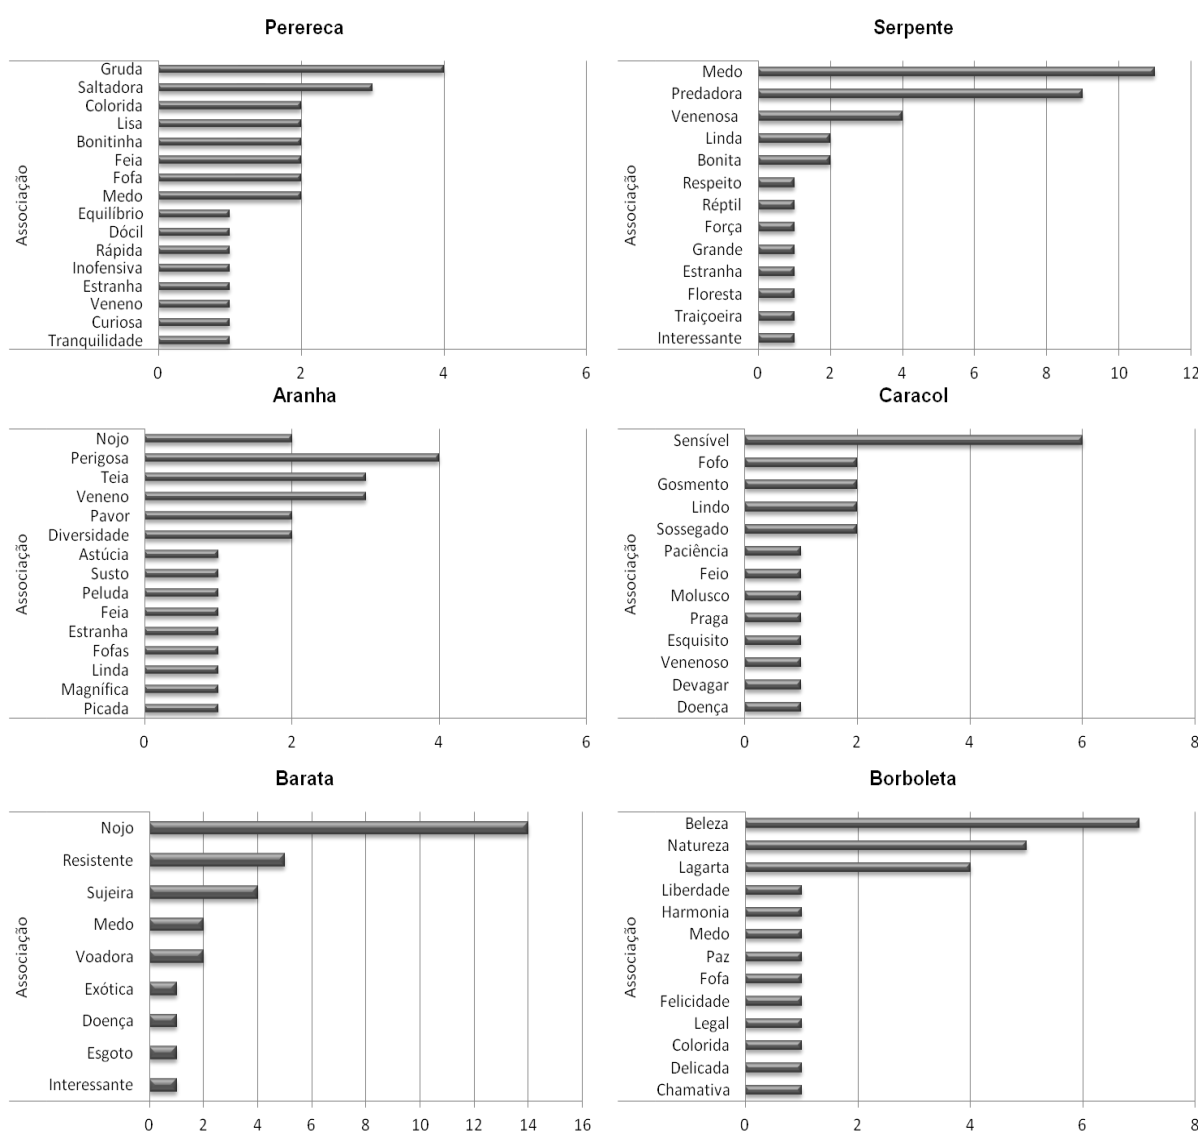 Perereca
Associação
Gruda
Saltadora
Colorida
Lisa
Bonitinha
Feia
Fofa
Medo
Equilíbrio
Dócil
Rápida
Inofensiva
Estranha
Veneno
Curiosa
Tranquilidade
0 2 4 6
Serpente
Associação
Medo
Predadora
Venenosa
Linda
Bonita
Respeito
Réptil
Força
Grande
Estranha
Floresta
Traiçoeira
Interessante
0 2 4 6 8 10 12
Aranha
Associação
Nojo
Perigosa
Teia
Veneno
Pavor
Diversidade
Astúcia
Susto
Peluda
Feia
Estranha
Fofas
Linda
Magnífica
Picada
0 2 4 6
Caracol
Associação
Sensível
Fofo
Gosmento
Lindo
Sossegado
Paciência
Feio
Molusco
Praga
Esquisito
Venenoso
Devagar
Doença
0 2 4 6 8
Barata
Associação
Nojo
Resistente
Sujeira
Medo
Voadora
Exótica
Doença
Esgoto
Interessante
0 2 4 6 8 10 12 14 16
Borboleta
Associação
Beleza
Natureza
Lagarta
Liberdade
Harmonia
Medo
Paz
Fofa
Felicidade
Legal
Colorida
Delicada
Chamativa
0 2 4 6 8